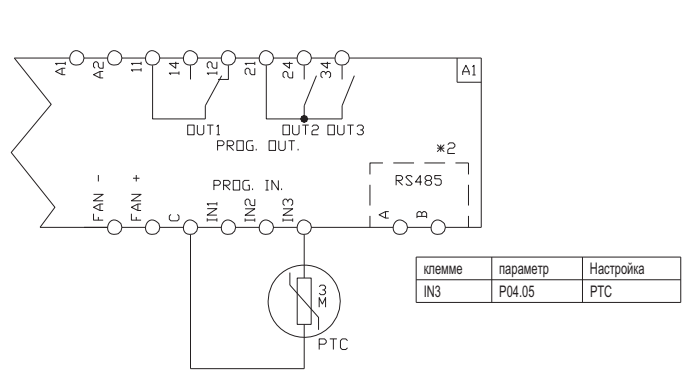 A1 A2 11 14 12 21 24 34
A1
OUT1 OUT2 OUT3
PROG. OUT.
*2
PROG. IN.
RS485
FAN - FAN + C IN1 IN2 IN3 A B
3
M
PTC
клемме параметр Настройка
IN3 P04.05 PTC